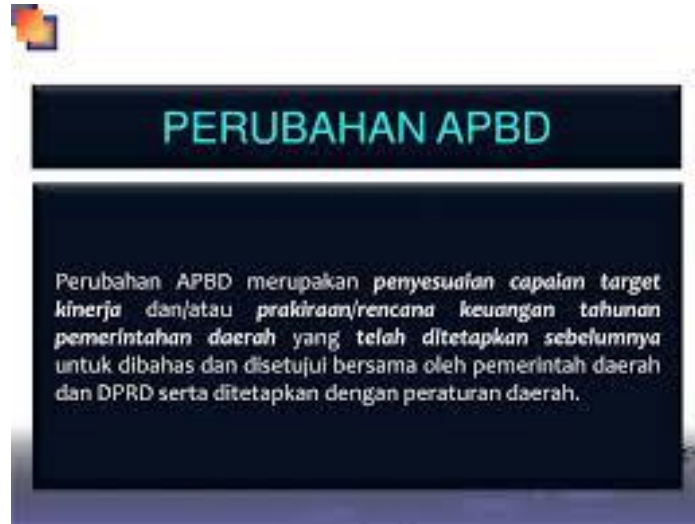 PERUBAHAN APBD
Perubahan APBD merupakan penyesuaian capaian target
kinerja dan/atau prakiraan/rencana keuangan tahunan
pemerintahan daerah yang telah ditetapkan sebelumnya
untuk dibahas dan disetujui bersama oleh pemerintah daerah
dan DPRD serta ditetapkan dengan peraturan daerah.